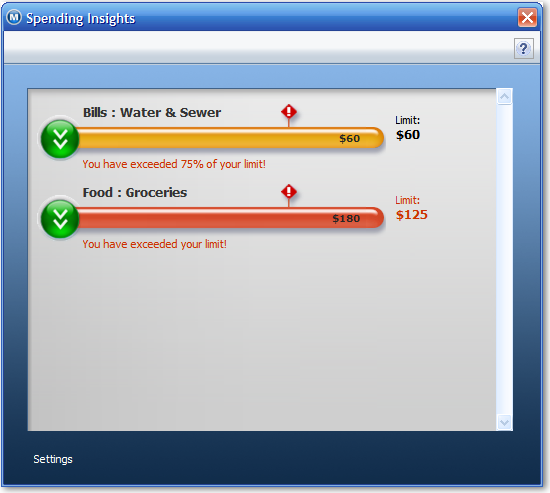 M Spending Insights
?
Bills : Water & Sewer
Limit:
$60
$60
You have exceeded 75% of your limit!
Food : Groceries
Limit:
$180
$125
You have exceeded your limit!
Settings